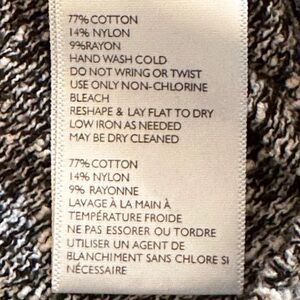 77% COTTON
14% NYLON
9%RAYON
HAND WASH COLD
DO NOT WRING OR TWIST
USE ONLY NON-CHLORINE
BLEACH
RESHAPE & LAY FLAT TO DRY
LOW IRON AS NEEDED
MAY BE DRY CLEANED
77% COTTON
14% NYLON
9% RAYONNE
LAVAGE À LA MAIN À
TEMPÉRATURE FROIDE
NE PAS ESSORER OU TORDRE
UTILISER UN AGENT DE
BLANCHIMENT SANS CHLORE SI
NÉCESSAIRE